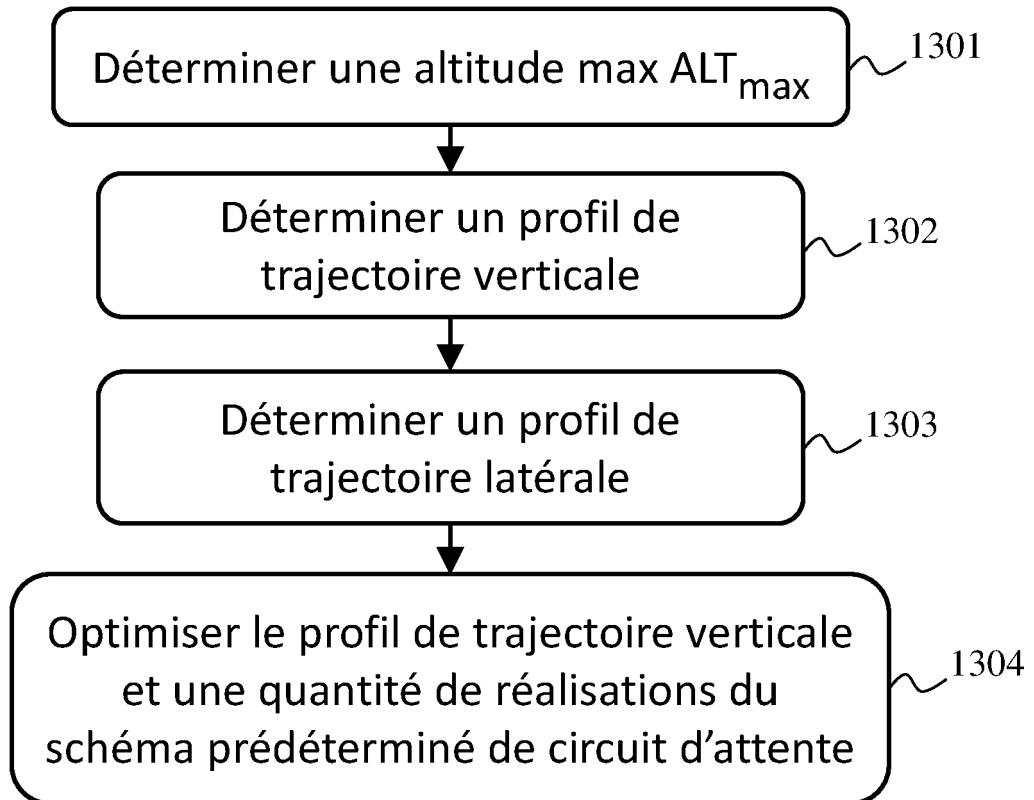 Déterminer une altitude max ALTmax
1301
Déterminer un profil de
trajectoire verticale
1302
Déterminer un profil de
trajectoire latérale
1303
Optimiser le profil de trajectoire verticale
et une quantité de réalisations du
schéma prédéterminé de circuit d’attente
1304